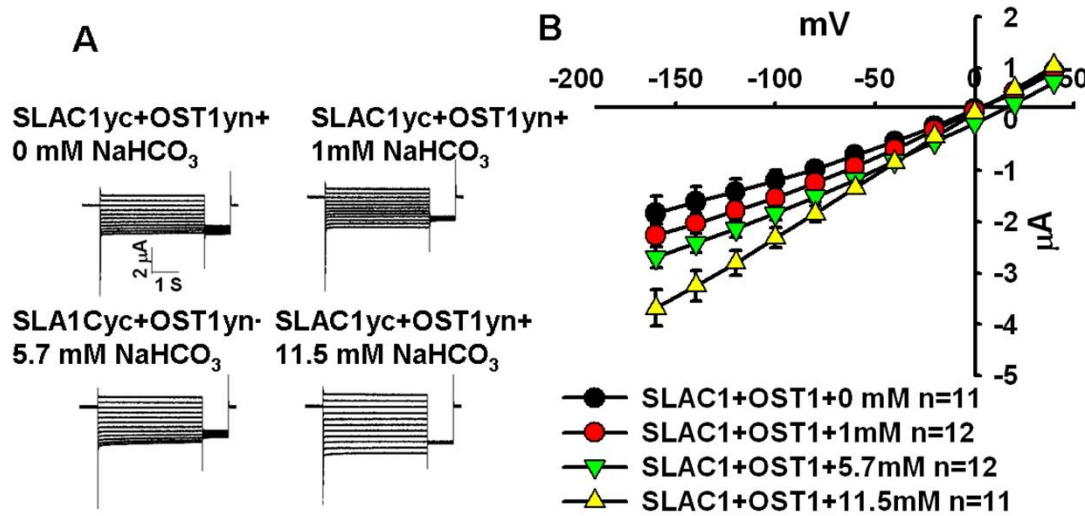 A
SLAC1yc+OST1yn+
0 mM NaHCO₃
SLAC1yc+OST1yn+
1mM NaHCO₃
2 µA
1 S
SLA1Cyc+OST1yn-
5.7 mM NaHCO₃
SLAC1yc+OST1yn+
11.5 mM NaHCO₃
B
mV
-200 -150 -100 -50 0 50
2
1
0
-1
-2
-3
-4
-5
µA
SLAC1+OST1+0 mM n=11
SLAC1+OST1+1mM n=12
SLAC1+OST1+5.7mM n=12
SLAC1+OST1+11.5mM n=11